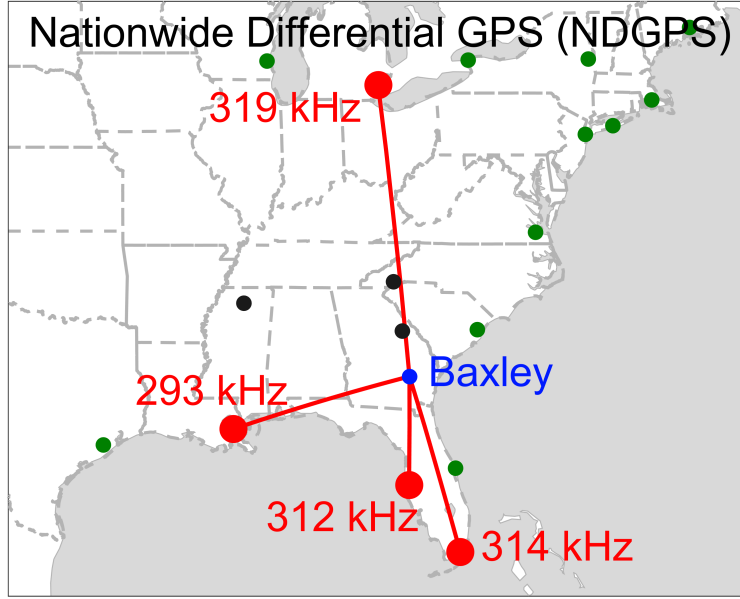 Nationwide Differential GPS (NDGPS)
319 kHz
Baxley
293 kHz
312 kHz
314 kHz